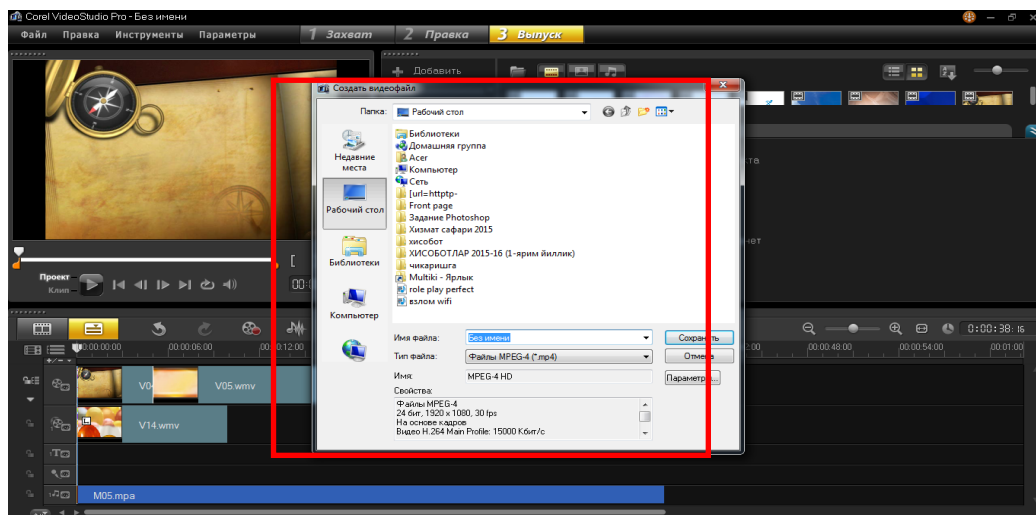 Corel VideoStudio Pro - Без имени
Файл Правка Инструменты Параметры 1 Захват 2 Правка 3 Выпуск
Добавить
Создать видеофайл
Папка: Рабочий стол
Недавние места
Рабочий стол
Библиотеки
Компьютер
Библиотеки
Домашняя группа
Acer
Компьютер
Сеть
[url=httptp-
Front page
Задание Photoshop
Хизмат сафари 2015
хисобот
ХИСОБОТЛАР 2015-16 (1-ярим йиллик)
чикаришга
Multiki - Ярлык
role play perfect
взлом wifi
Имя файла: Без имени Сохранить
Тип файла: Файлы MPEG-4 (*.mp4) Отмена
Имя: MPEG-4 HD Параметры...
Свойства:
Файлы MPEG-4
24 бит, 1920 x 1080, 30 fps
На основе кадров
Видео H.264 Main Profile: 15000 Кбит/с
Проект
Клип
00:
0:00:38:16
00:00:00:00 00:00:06:00 00:00:12:00 2:00 00:00:48:00 00:00:54:00 00:01:00
V04 V05.wmv
V14.wmv
M05.mpa